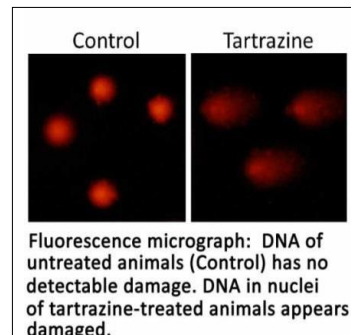 Control Tartrazine
Fluorescence micrograph: DNA of
untreated animals (Control) has no
detectable damage. DNA in nuclei
of tartrazine-treated animals appears
damaged.